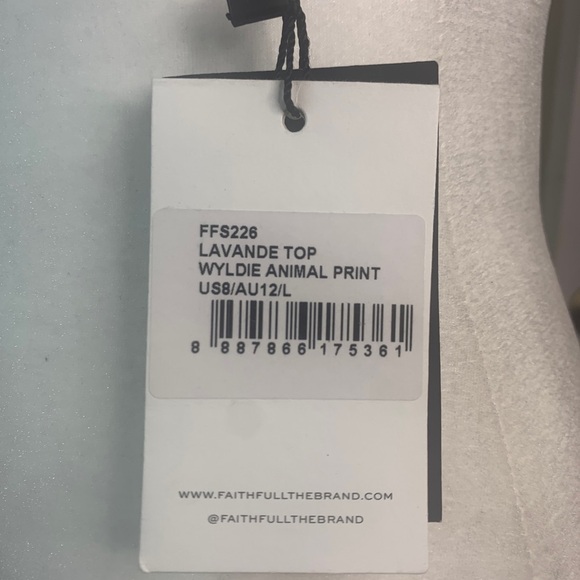 FFS226
LAVANDE TOP
WYLDIE ANIMAL PRINT
US8/AU12/L
8 887866 175361
WWW.FAITHFULLTHEBRAND.COM
@FAITHFULLTHEBRAND